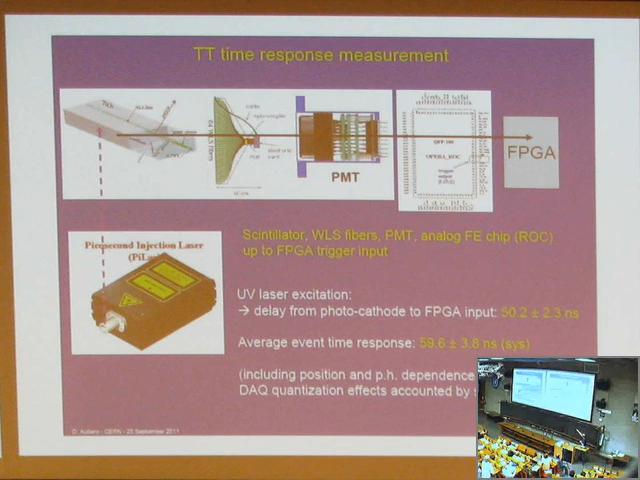 TT time response measurement
PMT
FPGA
Picosecond Injection Laser
Scintillator, WLS fibers, PMT, analog FE chip (ROC)
up to FPGA trigger input
UV laser excitation:
→ delay from photo-cathode to FPGA input: 50.2 ± 2.3 ns
Average event time response: 59.6 ± 3.8 ns (sys)
(including position and p.h. dependence
DAQ quantization effects accounted by
D. Autiero - CERN - 23 September 2011